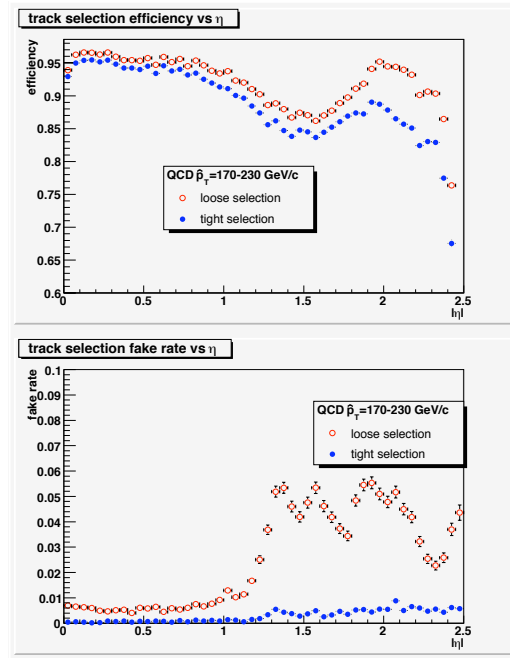 track selection efficiency vs η
efficiency
0.95
0.9
0.85
0.8
0.75
0.7
0.65
0.6
QCD p̂_T=170-230 GeV/c
loose selection
tight selection
0 0.5 1 1.5 2 2.5
|η|
track selection fake rate vs η
fake rate
0.1
0.09
0.08
0.07
0.06
0.05
0.04
0.03
0.02
0.01
0
QCD p̂_T=170-230 GeV/c
loose selection
tight selection
0 0.5 1 1.5 2 2.5
|η|